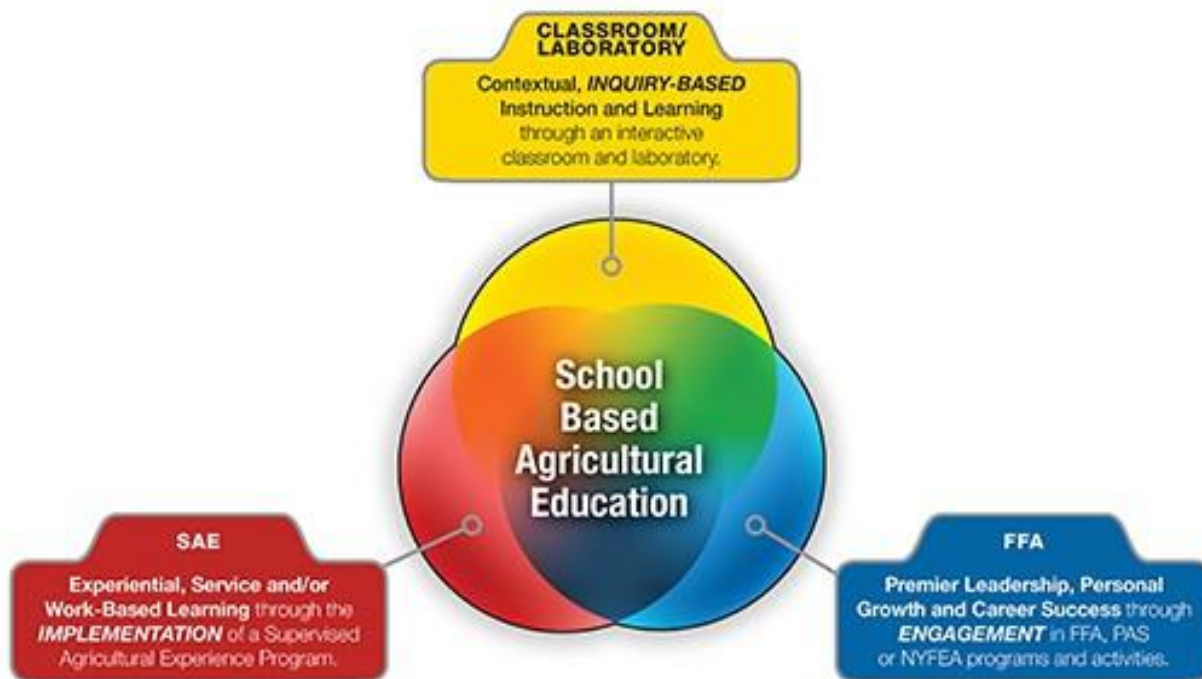 CLASSROOM/
LABORATORY
Contextual, INQUIRY-BASED
Instruction and Learning
through an interactive
classroom and laboratory.
School
Based
Agricultural
Education
SAE
Experiential, Service and/or
Work-Based Learning through the
IMPLEMENTATION of a Supervised
Agricultural Experience Program.
FFA
Premier Leadership, Personal
Growth and Career Success through
ENGAGEMENT in FFA, PAS
or NYFEA programs and activities.